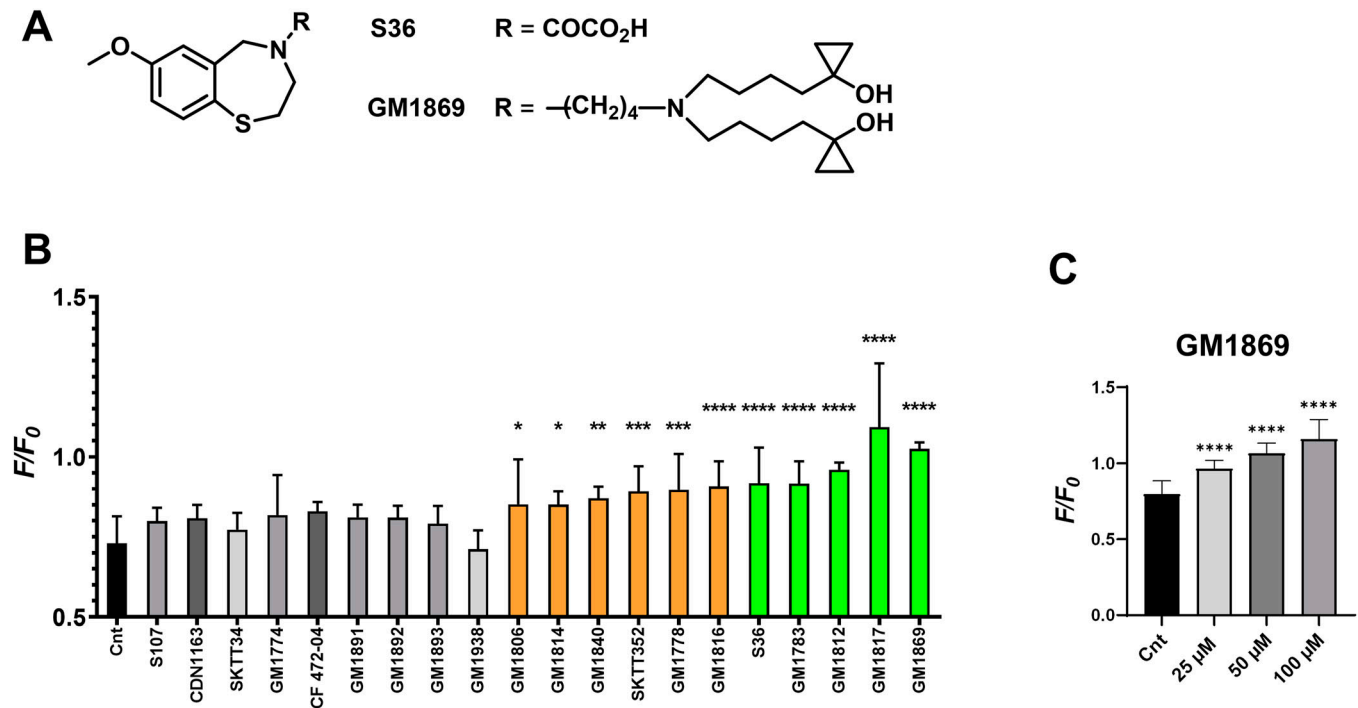 A
R
O
N
S
S36 R = COCO₂H
GM1869 R = (CH₂)₄ N
OH
OH
B
F/F₀
1.5
1.0
0.5
* * ** *** *** **** **** **** **** **** ****
Cnt
S107
CDN1163
SKTT34
GM1774
CF 472-04
GM1891
GM1892
GM1893
GM1938
GM1806
GM1814
GM1840
SKTT352
GM1778
GM1816
S36
GM1783
GM1812
GM1817
GM1869
C
GM1869
F/F₀
1.5
1.0
0.5
0.0
**** **** ****
Cnt
25 µM
50 µM
100 µM